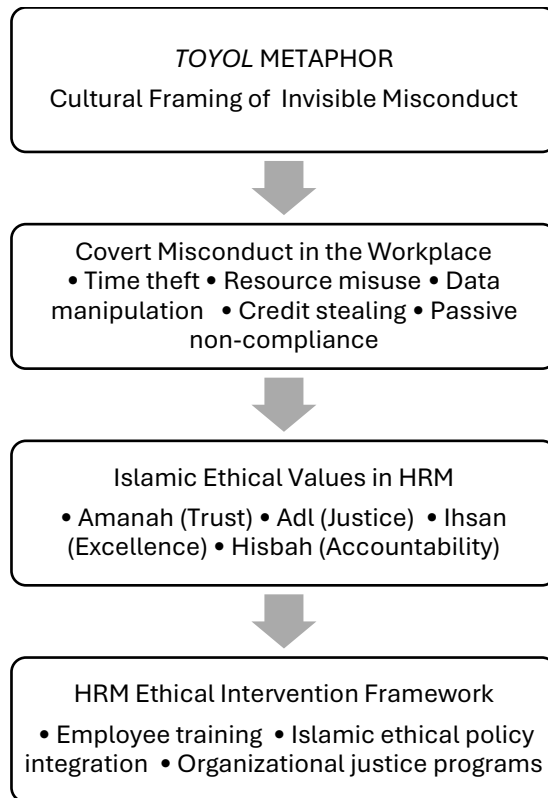 TOYOL METAPHOR
Cultural Framing of Invisible Misconduct
Covert Misconduct in the Workplace
• Time theft • Resource misuse • Data
manipulation • Credit stealing • Passive
non-compliance
Islamic Ethical Values in HRM
• Amanah (Trust) • Adl (Justice) • Ihsan
(Excellence) • Hisbah (Accountability)
HRM Ethical Intervention Framework
• Employee training • Islamic ethical policy
integration • Organizational justice programs